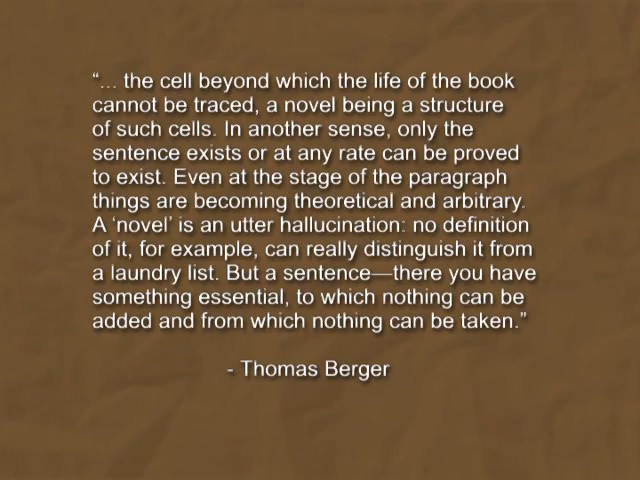 “... the cell beyond which the life of the book
cannot be traced, a novel being a structure
of such cells. In another sense, only the
sentence exists or at any rate can be proved
to exist. Even at the stage of the paragraph
things are becoming theoretical and arbitrary.
A ‘novel’ is an utter hallucination: no definition
of it, for example, can really distinguish it from
a laundry list. But a sentence—there you have
something essential, to which nothing can be
added and from which nothing can be taken.”
- Thomas Berger